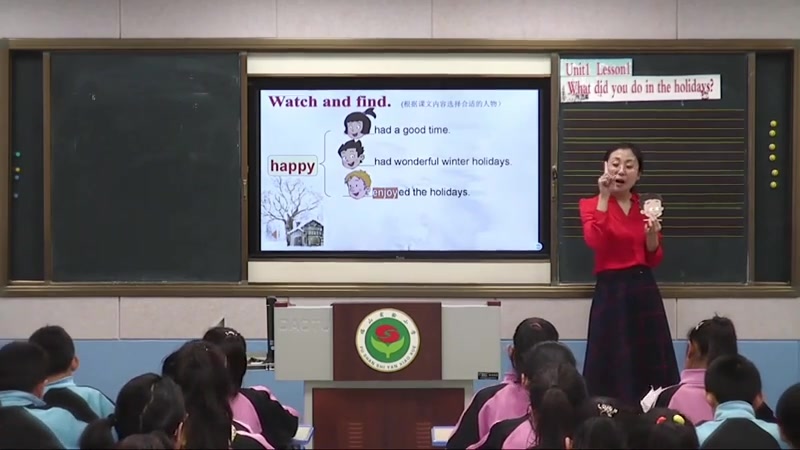 Watch and find. (根据课文内容选择合适的人物)
had a good time.
happy
had wonderful winter holidays.
enjoyed the holidays.
Unit1 Lesson1
What did you do in the holidays?